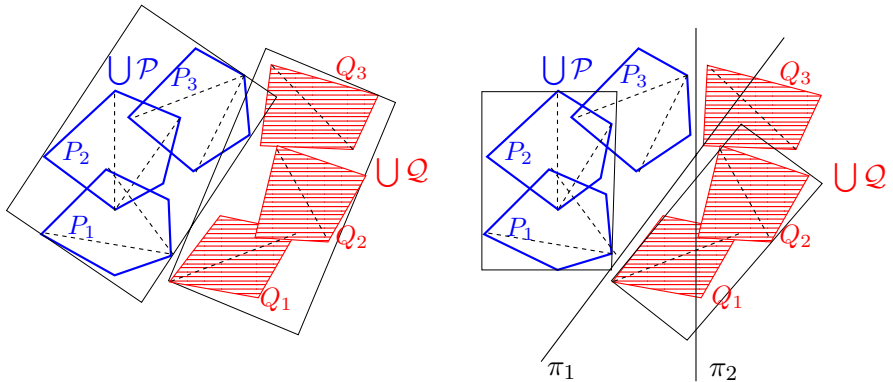 ⋃𝒫 P₃ Q₃
P₂
⋃𝒬
P₁ Q₂
Q₁
⋃𝒫 P₃ Q₃
P₂
⋃𝒬
P₁ Q₂
Q₁
π₁ π₂